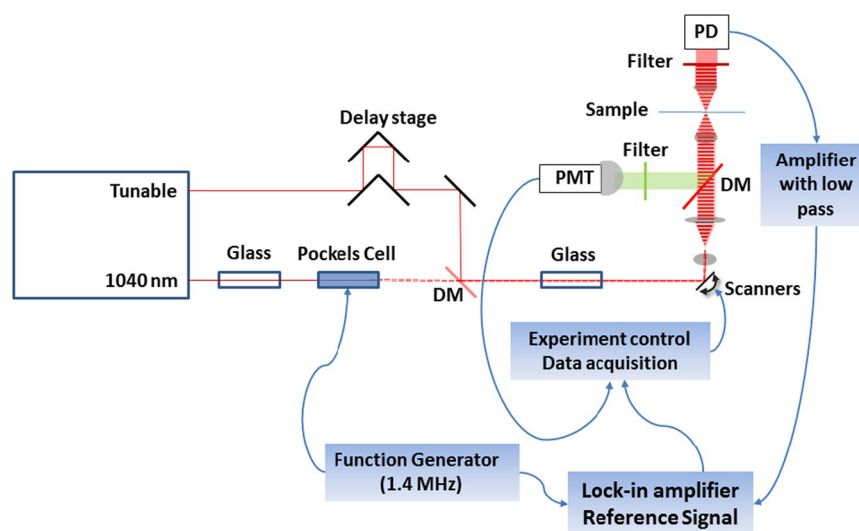 PD
Filter
Sample
Delay stage
Filter
Tunable
PMT
DM
Amplifier
with low
pass
Glass
Pockels Cell
Glass
1040 nm
DM
Scanners
Experiment control
Data acquisition
Function Generator
(1.4 MHz)
Lock-in amplifier
Reference Signal